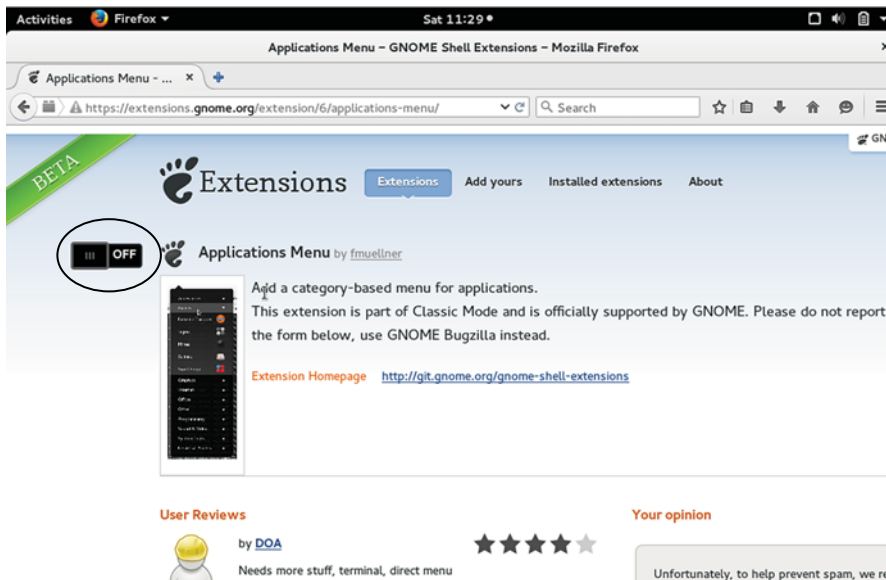 Activities Firefox Sat 11:29
Applications Menu – GNOME Shell Extensions – Mozilla Firefox
Applications Menu - ...
https://extensions.gnome.org/extension/6/applications-menu/ Search
GN
BETA
Extensions Extensions Add yours Installed extensions About
OFF Applications Menu by fmuellner
Add a category-based menu for applications.
This extension is part of Classic Mode and is officially supported by GNOME. Please do not report
the form below, use GNOME Bugzilla instead.
Extension Homepage http://git.gnome.org/gnome-shell-extensions
User Reviews Your opinion
by DOA
Needs more stuff, terminal, direct menu
Unfortunately, to help prevent spam, we re